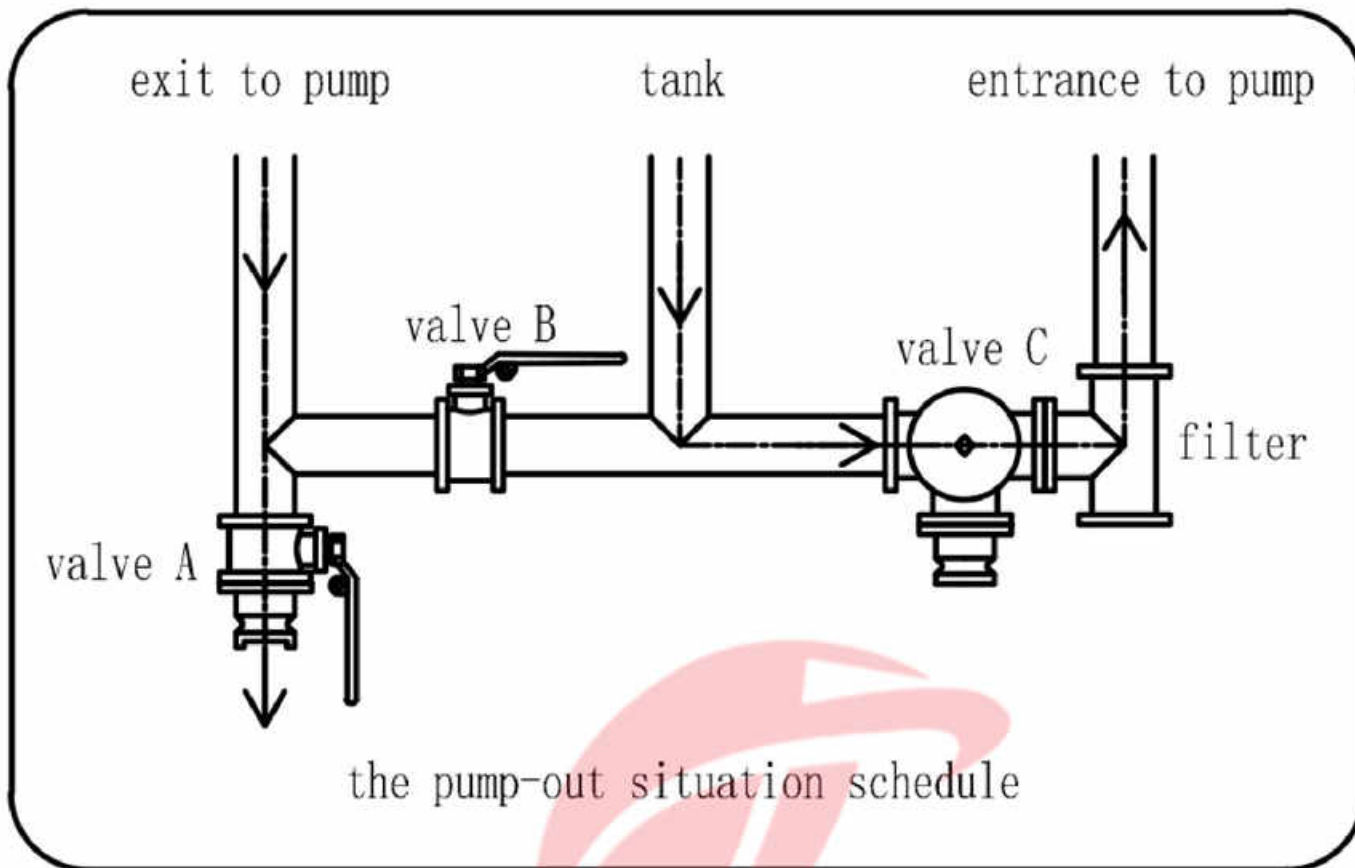 exit to pump
tank
entrance to pump
valve B
valve C
filter
valve A
the pump-out situation schedule